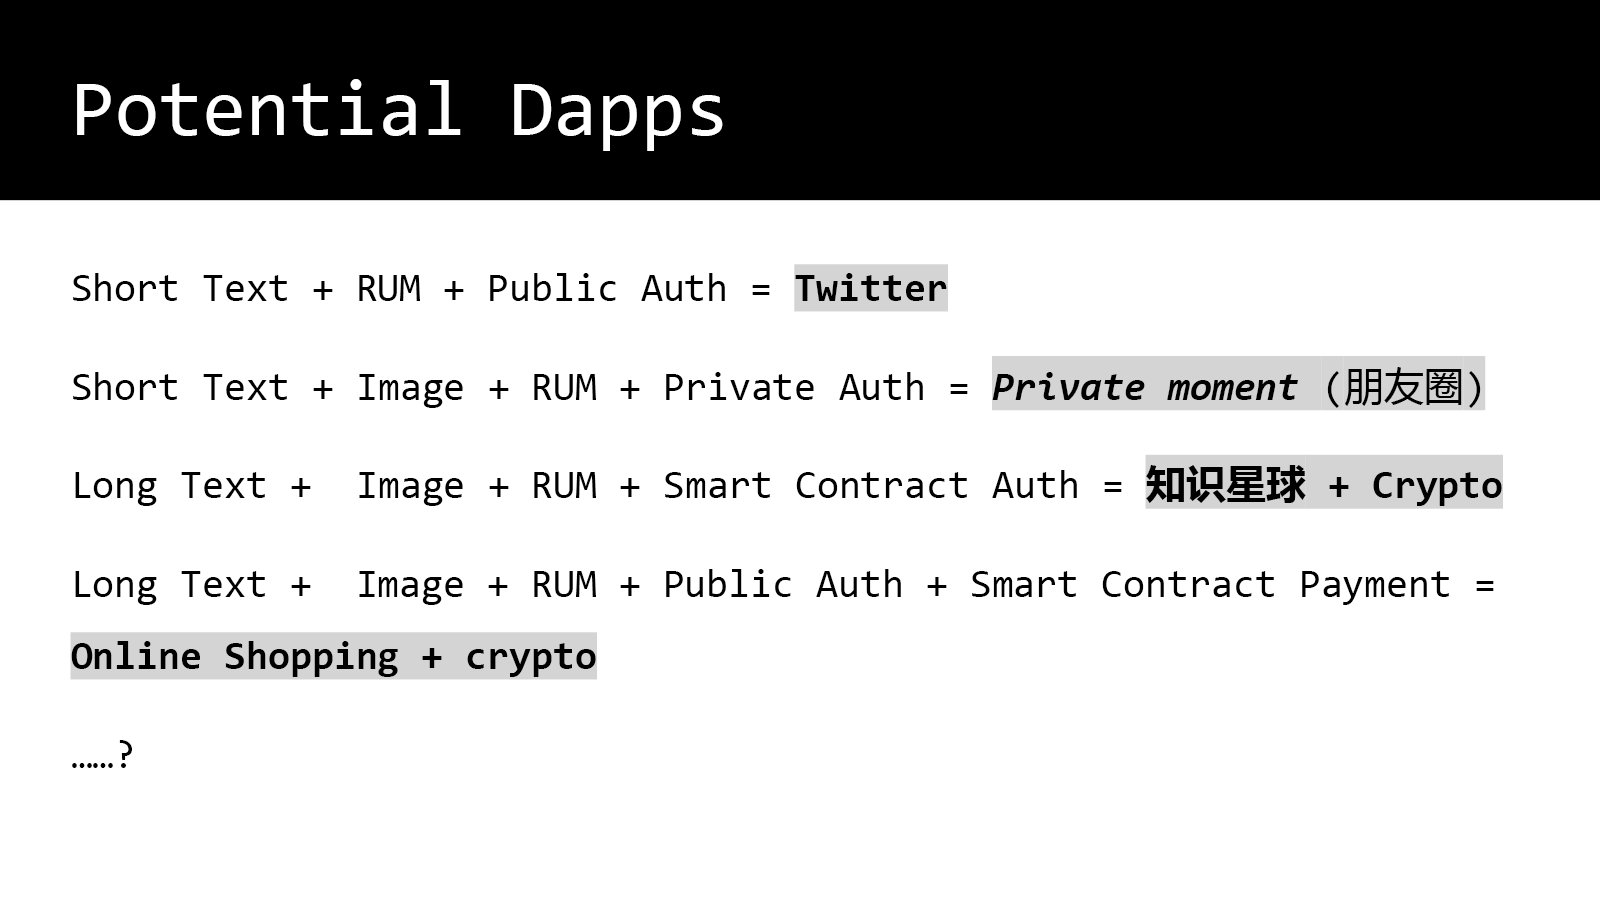 Potential Dapps
Short Text + RUM + Public Auth = Twitter
Short Text + Image + RUM + Private Auth = Private moment (朋友圈)
Long Text +  Image + RUM + Smart Contract Auth = 知识星球 + Crypto
Long Text +  Image + RUM + Public Auth + Smart Contract Payment =
Online Shopping + crypto
……?